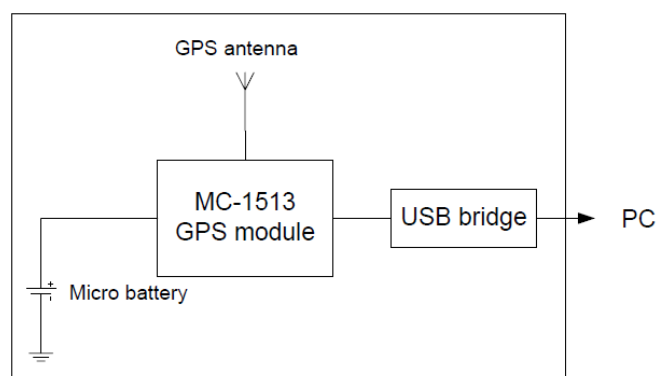 GPS antenna
MC-1513
GPS module
USB bridge
PC
+
-
Micro battery